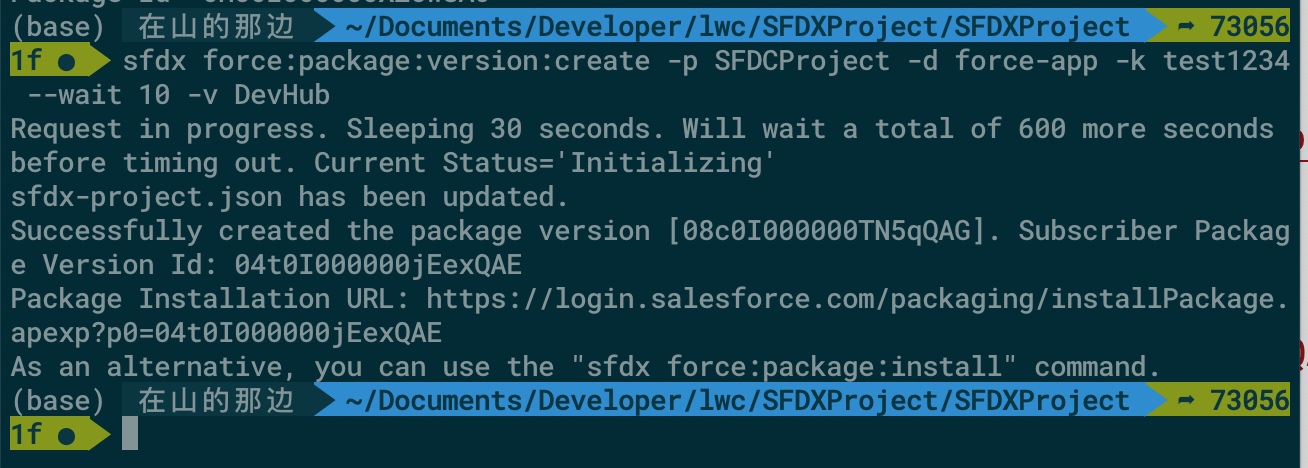 (base) 在山的那边 ~/Documents/Developer/lwc/SFDXProject/SFDXProject ➦ 73056
1f ● sfdx force:package:version:create -p SFDCProject -d force-app -k test1234
--wait 10 -v DevHub
Request in progress. Sleeping 30 seconds. Will wait a total of 600 more seconds
before timing out. Current Status='Initializing'
sfdx-project.json has been updated.
Successfully created the package version [08c0I000000TN5qQAG]. Subscriber Packag
e Version Id: 04t0I000000jEexQAE
Package Installation URL: https://login.salesforce.com/packaging/installPackage.
apexp?p0=04t0I000000jEexQAE
As an alternative, you can use the "sfdx force:package:install" command.
(base) 在山的那边 ~/Documents/Developer/lwc/SFDXProject/SFDXProject ➦ 73056
1f ●